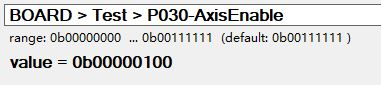 BOARD > Test > P030-AxisEnable
range: 0b00000000 ... 0b00111111 (default: 0b00111111 )
value = 0b00000100